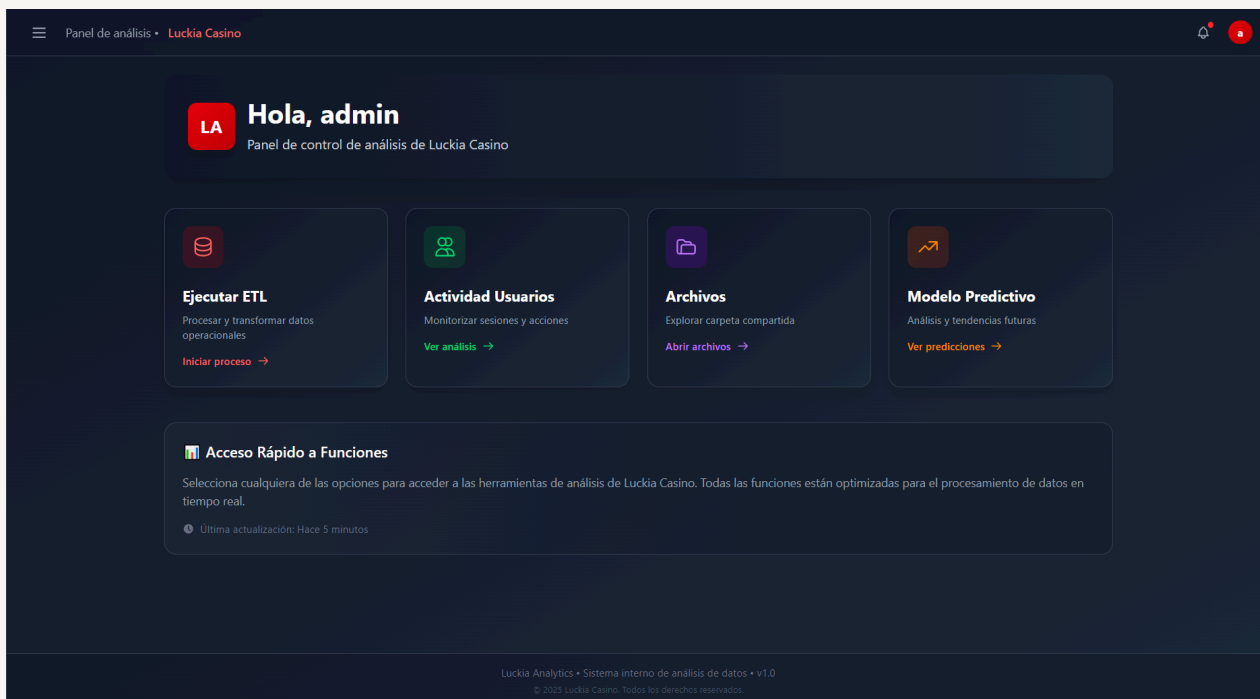 Panel de análisis • Luckia Casino
a
LA
Hola, admin
Panel de control de análisis de Luckia Casino
Ejecutar ETL
Procesar y transformar datos
operacionales
Iniciar proceso →
Actividad Usuarios
Monitorizar sesiones y acciones
Ver análisis →
Archivos
Explorar carpeta compartida
Abrir archivos →
Modelo Predictivo
Análisis y tendencias futuras
Ver predicciones →
📊 Acceso Rápido a Funciones
Selecciona cualquiera de las opciones para acceder a las herramientas de análisis de Luckia Casino. Todas las funciones están optimizadas para el procesamiento de datos en
tiempo real.
Última actualización: Hace 5 minutos
Luckia Analytics • Sistema interno de análisis de datos • v1.0
© 2025 Luckia Casino. Todos los derechos reservados.